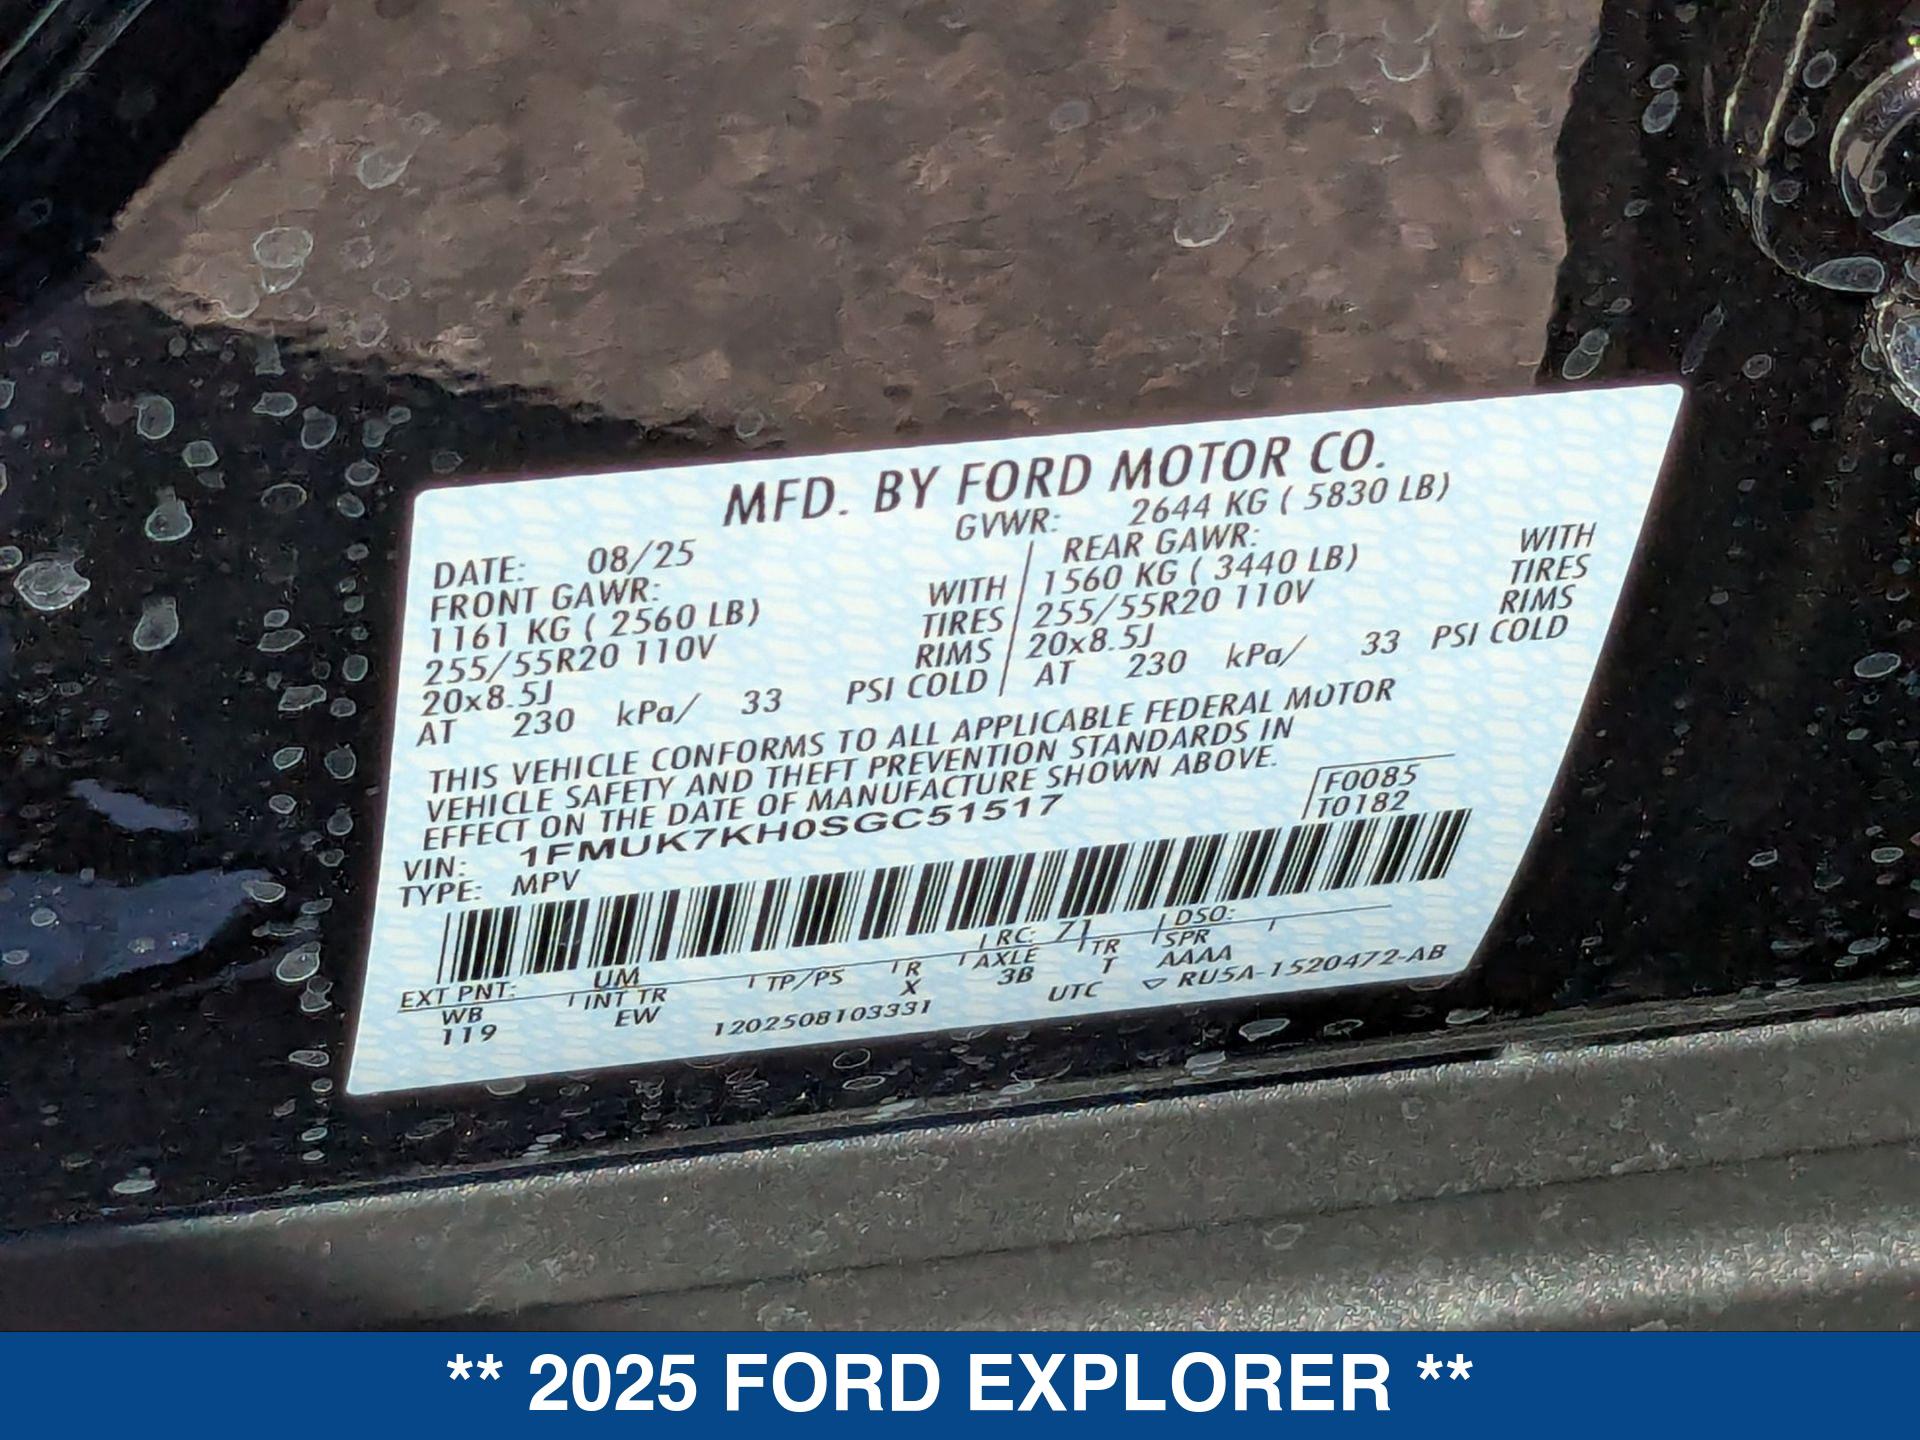 MFD. BY FORD MOTOR CO.
DATE: 08/25 GVWR: 2644 KG ( 5830 LB)
FRONT GAWR: REAR GAWR:
1161 KG ( 2560 LB) WITH 1560 KG ( 3440 LB) WITH
255/55R20 110V TIRES 255/55R20 110V TIRES
20x8.5J RIMS 20x8.5J RIMS
AT 230 kPa/ 33 PSI COLD AT 230 kPa/ 33 PSI COLD
THIS VEHICLE CONFORMS TO ALL APPLICABLE FEDERAL MOTOR
VEHICLE SAFETY AND THEFT PREVENTION STANDARDS IN
EFFECT ON THE DATE OF MANUFACTURE SHOWN ABOVE.
VIN: 1FMUK7KH0SGC51517 F0085
TYPE: MPV T0182
EXT PNT: UM RC: 71 DSO:
WB INT TR TP/PS R AXLE TR SPR
119 EW X 3B T AAAA
1202508103331 UTC ▽ RU5A-1520472-AB
** 2025 FORD EXPLORER **